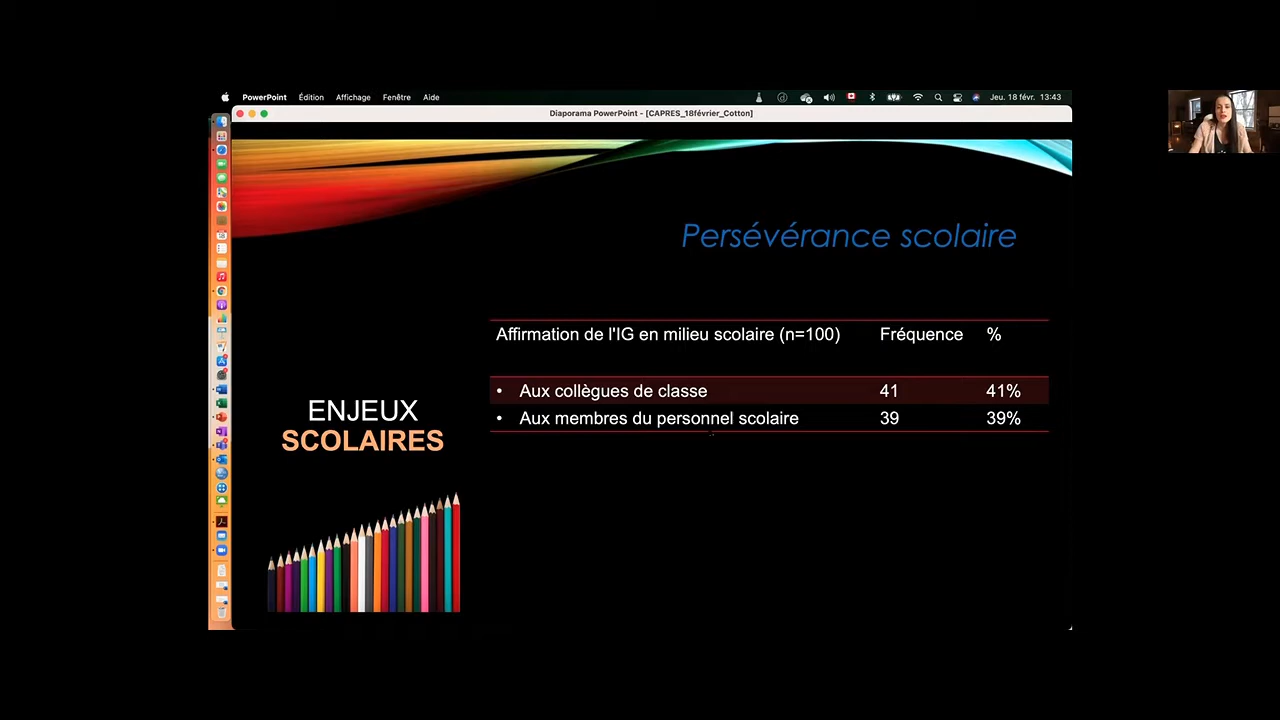 PowerPoint Édition Affichage Fenêtre Aide
Jeu. 18 févr. 13:43
Diaporama PowerPoint - [CAPRES_18février_Cotton]
Persévérance scolaire
Affirmation de l'IG en milieu scolaire (n=100) Fréquence %
• Aux collègues de classe 41 41%
• Aux membres du personnel scolaire 39 39%
ENJEUX
SCOLAIRES